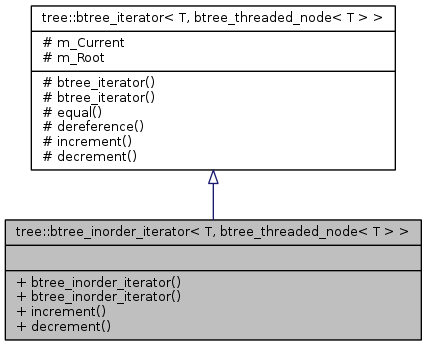 tree::btree_iterator< T, btree_threaded_node< T > >
# m_Current
# m_Root
# btree_iterator()
# btree_iterator()
# equal()
# dereference()
# increment()
# decrement()
tree::btree_inorder_iterator< T, btree_threaded_node< T > >
+ btree_inorder_iterator()
+ btree_inorder_iterator()
+ increment()
+ decrement()